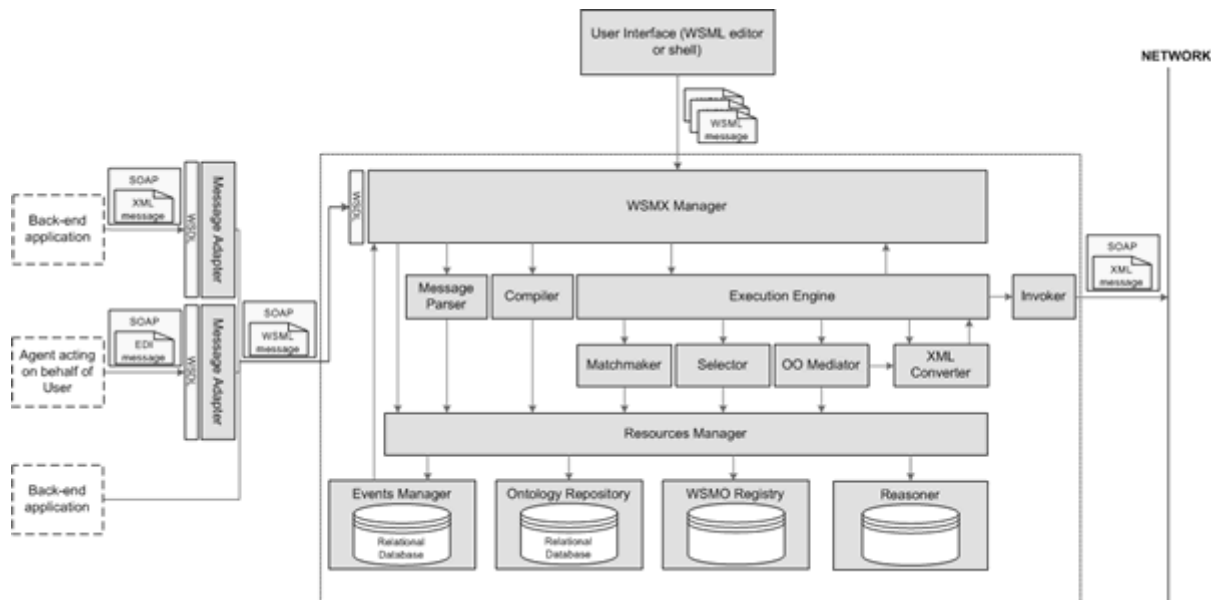 User Interface (WSML editor
or shell)
NETWORK
WSML
message
SOAP
XML
message
WSDL
Message Adapter
Back-end
application
WSDL
WSMX Manager
SOAP
XML
message
Message
Parser
Compiler
Execution Engine
Invoker
SOAP
EDI
message
WSDL
Message Adapter
SOAP
WSML
message
Agent acting
on behalf of
User
Matchmaker
Selector
OO Mediator
XML
Converter
Resources Manager
Back-end
application
Events Manager
Relational
Database
Ontology Repository
Relational
Database
WSMO Registry
Reasoner